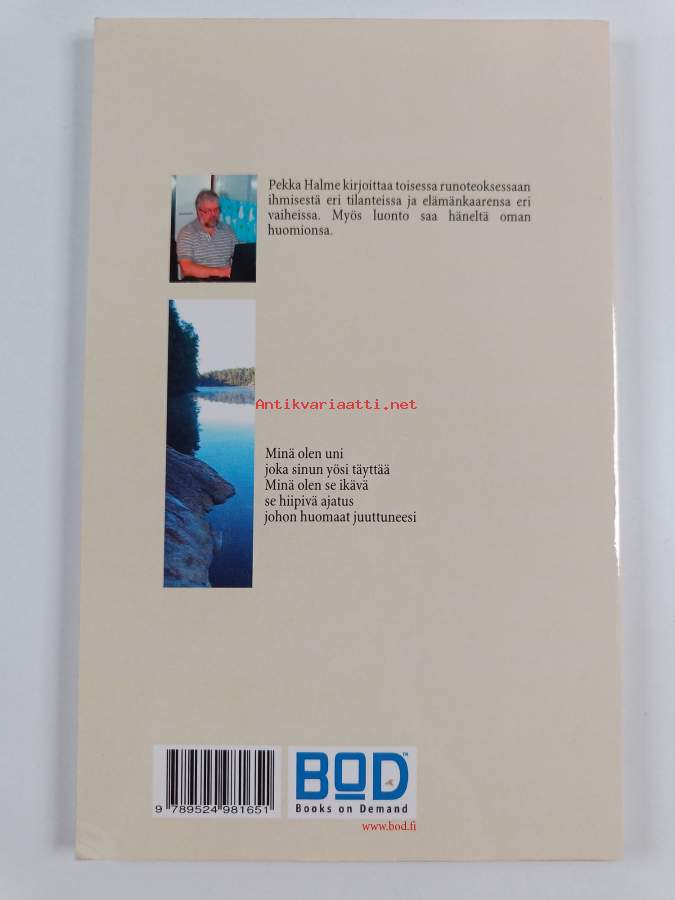 Pekka Halme kirjoittaa toisessa runoteoksessaan
ihmisestä eri tilanteissa ja elämänkaarensa eri
vaiheissa. Myös luonto saa häneltä oman
huomionsa.
Antikvariaatti.net
Minä olen uni
joka sinun yösi täyttää
Minä olen se ikävä
se hiipivä ajatus
johon huomaat juuttuneesi
9 789524 981651
BOD™
Books on Demand
www.bod.fi